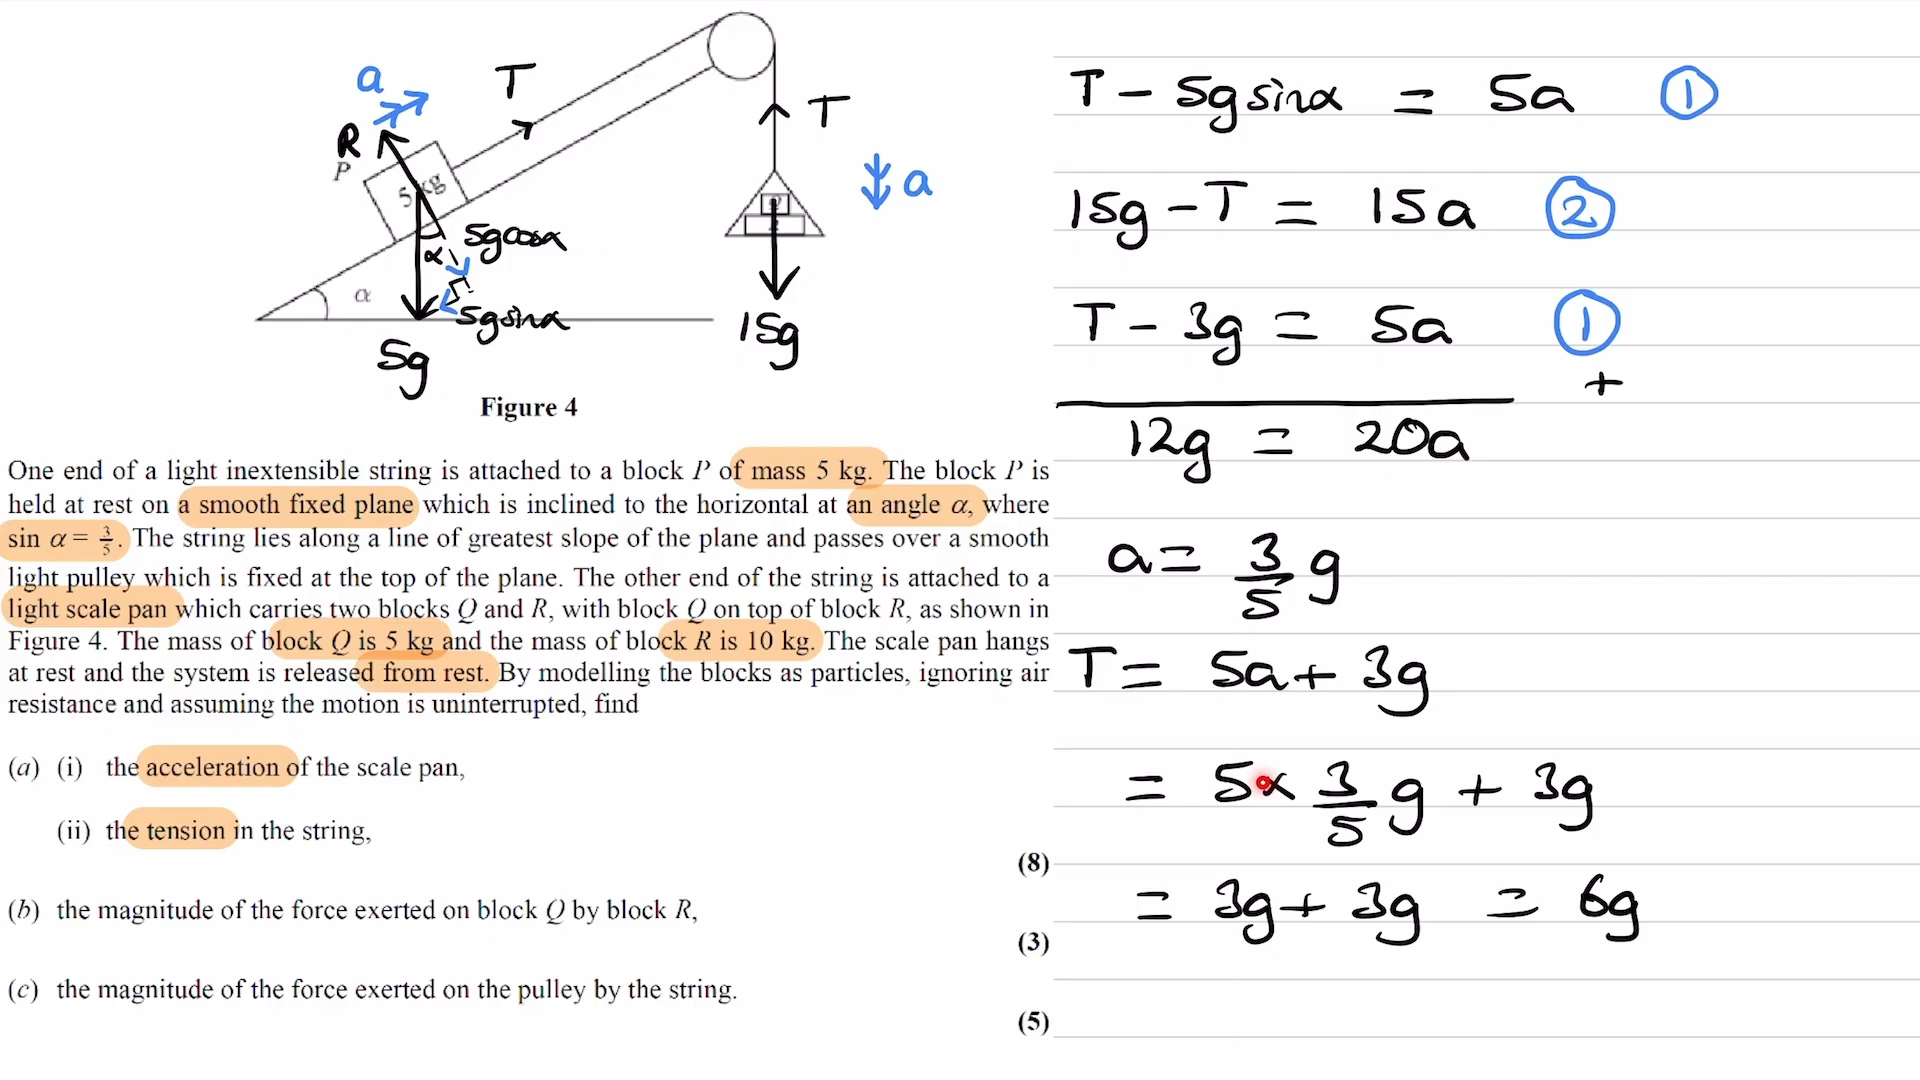 a
T
R
P
5 kg
T
a
5g cosα
α
α
5g sinα
5g
15g
Figure 4
One end of a light inextensible string is attached to a block P of mass 5 kg. The block P is
held at rest on a smooth fixed plane which is inclined to the horizontal at an angle α, where
sin α = 3/5. The string lies along a line of greatest slope of the plane and passes over a smooth
light pulley which is fixed at the top of the plane. The other end of the string is attached to a
light scale pan which carries two blocks Q and R, with block Q on top of block R, as shown in
Figure 4. The mass of block Q is 5 kg and the mass of block R is 10 kg. The scale pan hangs
at rest and the system is released from rest. By modelling the blocks as particles, ignoring air
resistance and assuming the motion is uninterrupted, find
(a) (i) the acceleration of the scale pan,
(ii) the tension in the string,
(8)
(b) the magnitude of the force exerted on block Q by block R,
(3)
(c) the magnitude of the force exerted on the pulley by the string.
(5)
T - 5g sinα = 5a ①
15g - T = 15a ②
T - 3g = 5a ①
+
12g = 20a
a = 3/5 g
T = 5a + 3g
= 5 × 3/5 g + 3g
= 3g + 3g = 6g